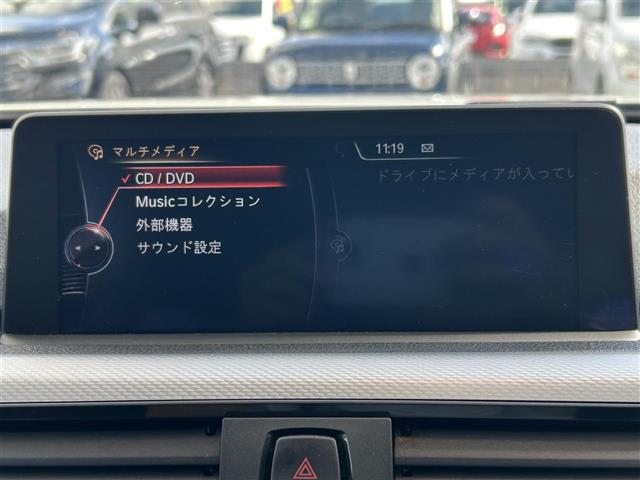 マルチメディア
11:19
✓ CD / DVD
ドライブにメディアが入ってい
Musicコレクション
外部機器
サウンド設定